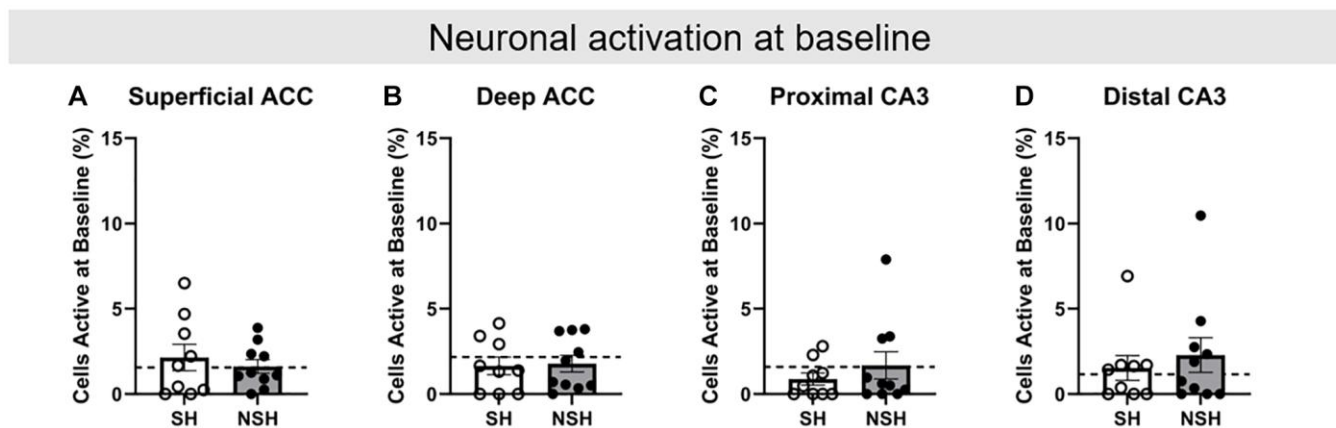 Neuronal activation at baseline
A Superficial ACC
Cells Active at Baseline (%)
15
10
5
0
SH NSH
B Deep ACC
Cells Active at Baseline (%)
15
10
5
0
SH NSH
C Proximal CA3
Cells Active at Baseline (%)
15
10
5
0
SH NSH
D Distal CA3
Cells Active at Baseline (%)
15
10
5
0
SH NSH